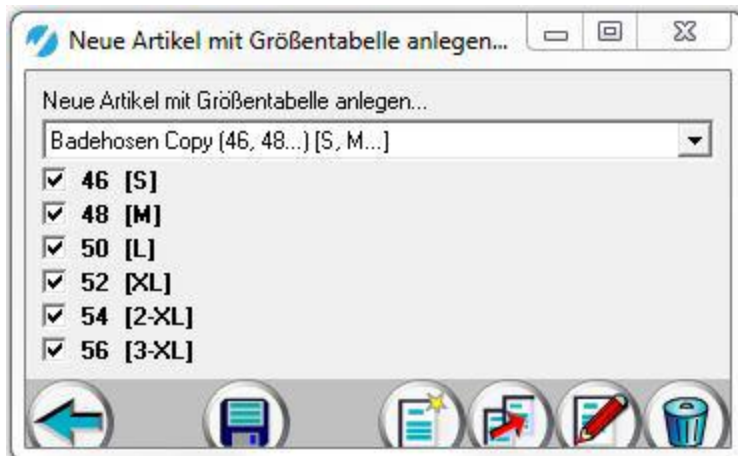 Neue Artikel mit Größentabelle anlegen...
Neue Artikel mit Größentabelle anlegen...
Badehosen Copy (46, 48...) [S, M...]
46 [S]
48 [M]
50 [L]
52 [XL]
54 [2-XL]
56 [3-XL]